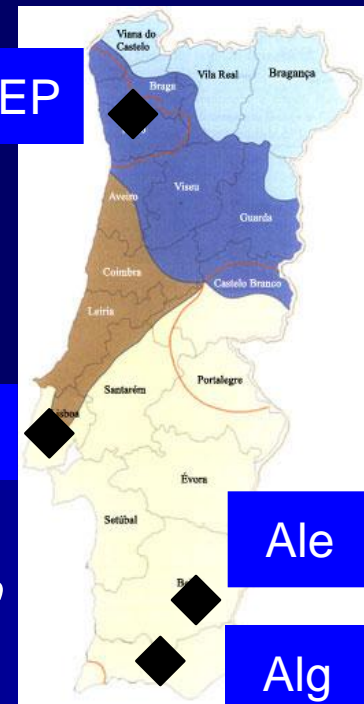 Viana do
Castelo
Bragança
Vila Real
EP
Braga
Aveiro
Viseu
Guarda
Coimbra
Castelo Branco
Leiria
Santarém
Portalegre
Évora
Setúbal
Ale
Alg